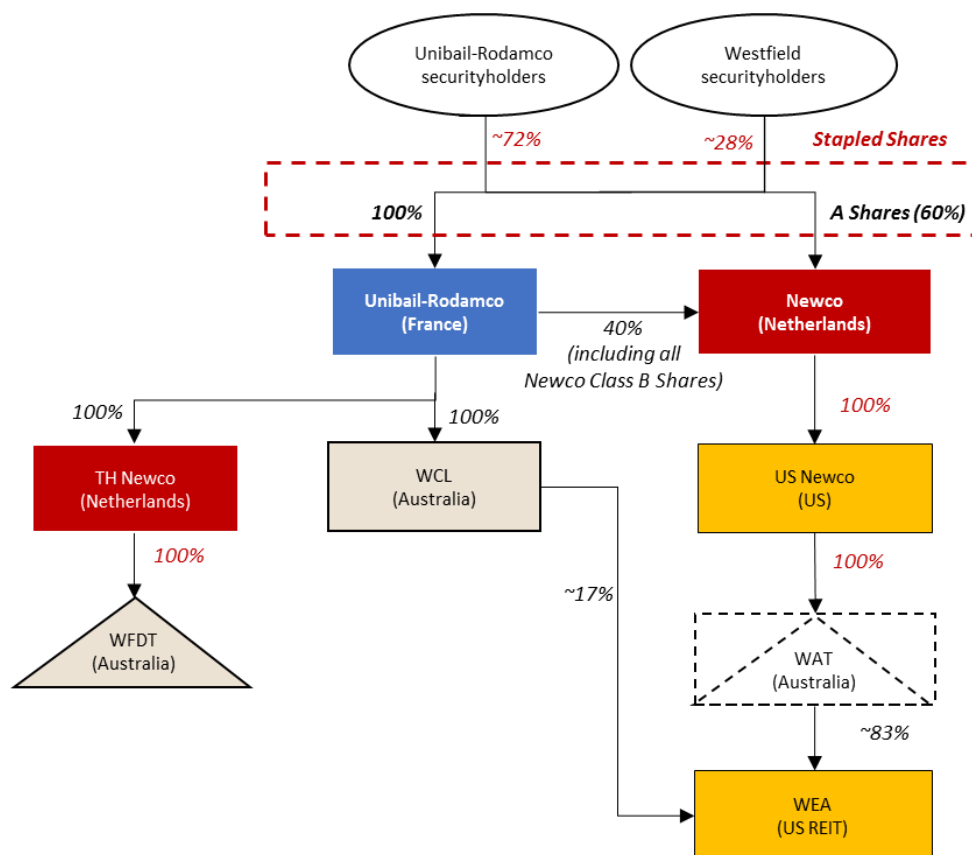 Unibail-Rodamco
securityholders
Westfield
securityholders
~72%
~28%
Stapled Shares
100%
A Shares (60%)
Unibail-Rodamco
(France)
40%
(including all
Newco Class B Shares)
Newco
(Netherlands)
100%
100%
100%
TH Newco
(Netherlands)
WCL
(Australia)
US Newco
(US)
100%
100%
~17%
WFDT
(Australia)
WAT
(Australia)
~83%
WEA
(US REIT)